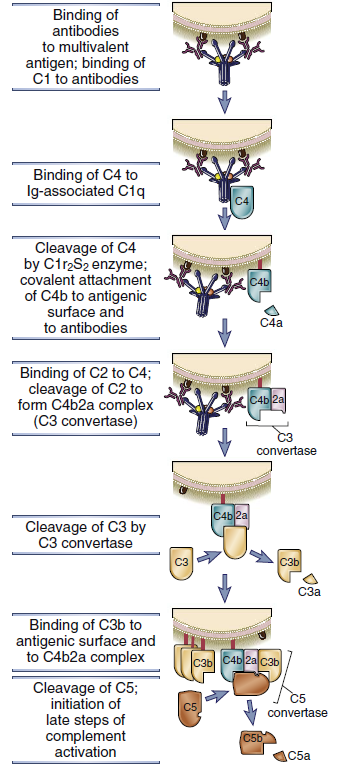 Binding of
antibodies
to multivalent
antigen; binding of
C1 to antibodies
Binding of C4 to
Ig-associated C1q
C4
Cleavage of C4
by C1r2S2 enzyme;
covalent attachment
of C4b to antigenic
surface and
to antibodies
C4b
C4a
Binding of C2 to C4;
cleavage of C2 to
form C4b2a complex
(C3 convertase)
C4b 2a
C3
convertase
Cleavage of C3 by
C3 convertase
C4b 2a
C3
C3b
C3a
Binding of C3b to
antigenic surface and
to C4b2a complex
C3b C4b 2a C3b
Cleavage of C5;
initiation of
late steps of
complement
activation
C5
C5
convertase
C5b
C5a